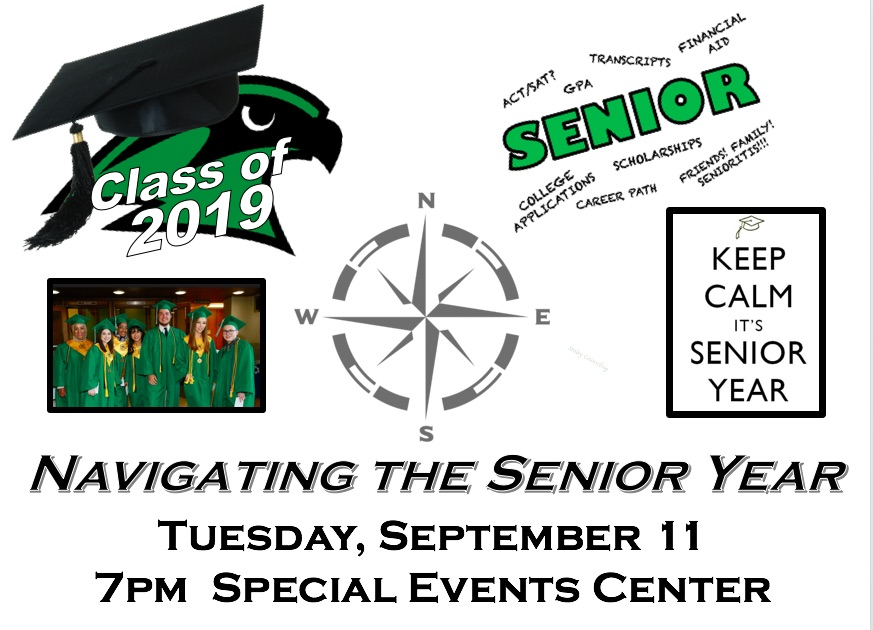 Class of
2019
FINANCIAL
AID
TRANSCRIPTS
ACT/SAT?
GPA
SENIOR
SCHOLARSHIPS
FRIENDS! FAMILY!
SENIORITIS!!!
COLLEGE
APPLICATIONS
CAREER PATH
N
W
E
S
KEEP
CALM
IT'S
SENIOR
YEAR
NAVIGATING THE SENIOR YEAR
TUESDAY, SEPTEMBER 11
7PM SPECIAL EVENTS CENTER